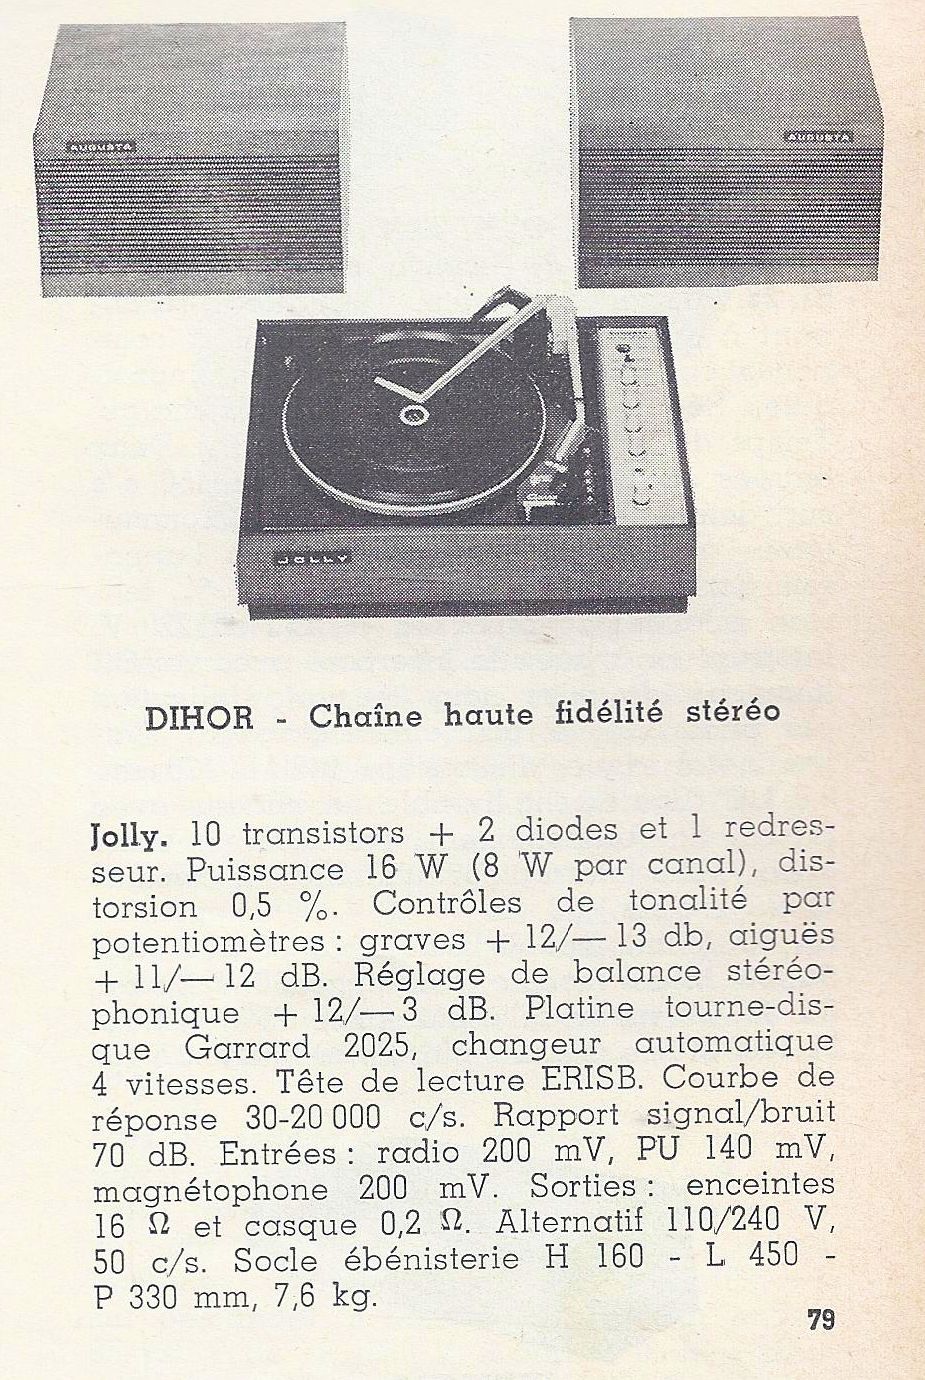 AUGUSTA
AUGUSTA
JOLLY
DIHOR - Chaîne haute fidélité stéréo
Jolly. 10 transistors + 2 diodes et 1 redres-
seur. Puissance 16 W (8 W par canal), dis-
torsion 0,5 %. Contrôles de tonalité par
potentiomètres : graves + 12/— 13 db, aiguës
+ 11/— 12 dB. Réglage de balance stéréo-
phonique + 12/— 3 dB. Platine tourne-dis-
que Garrard 2025, changeur automatique
4 vitesses. Tête de lecture ERISB. Courbe de
réponse 30-20 000 c/s. Rapport signal/bruit
70 dB. Entrées : radio 200 mV, PU 140 mV,
magnétophone 200 mV. Sorties : enceintes
16 Ω et casque 0,2 Ω. Alternatif 110/240 V,
50 c/s. Socle ébénisterie H 160 - L 450 -
P 330 mm, 7,6 kg.
79